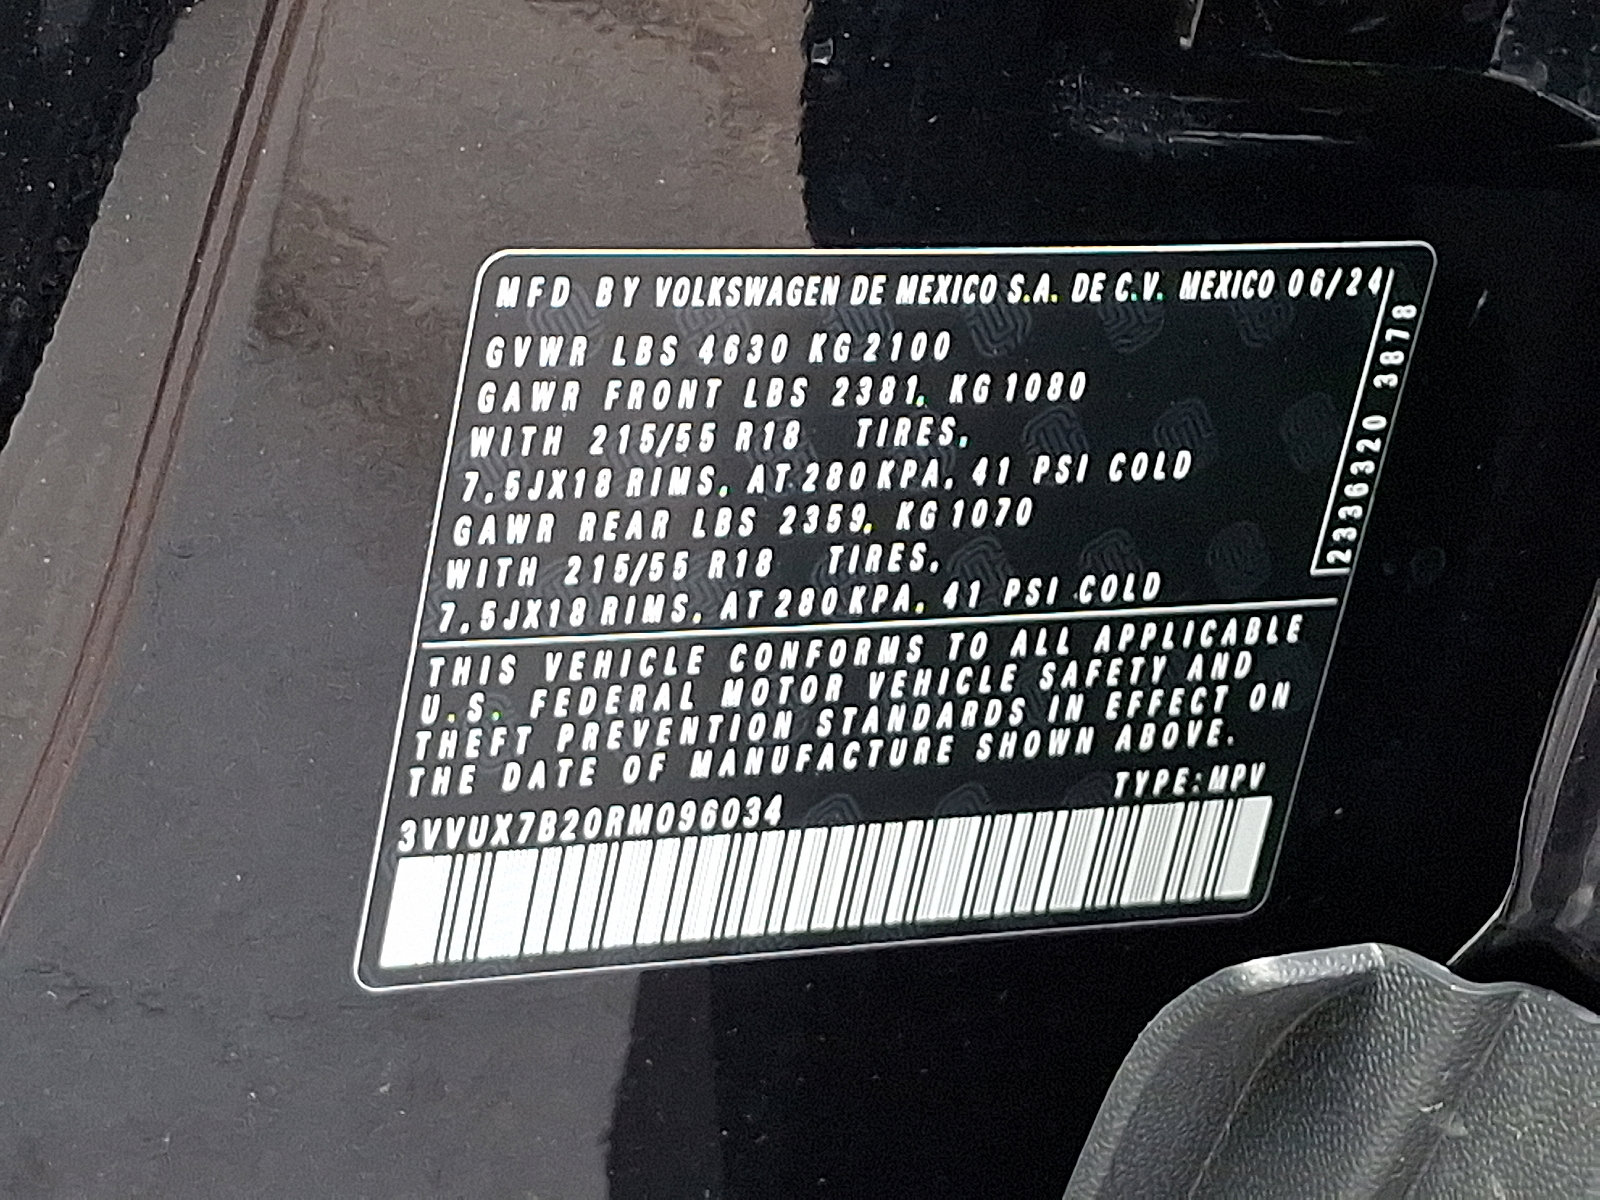 MFD BY VOLKSWAGEN DE MEXICO S.A. DE C.V. MEXICO 06/24
GVWR LBS 4630 KG 2100
GAWR FRONT LBS 2381, KG 1080
WITH 215/55 R18 TIRES,
7,5JX18 RIMS, AT 280 KPA, 41 PSI COLD
GAWR REAR LBS 2359, KG 1070
WITH 215/55 R18 TIRES,
7,5JX18 RIMS, AT 280 KPA, 41 PSI COLD
2336320 3878
THIS VEHICLE CONFORMS TO ALL APPLICABLE
U.S. FEDERAL MOTOR VEHICLE SAFETY AND
THEFT PREVENTION STANDARDS IN EFFECT ON
THE DATE OF MANUFACTURE SHOWN ABOVE.
TYPE: MPV
3VVUX7B20RM096034